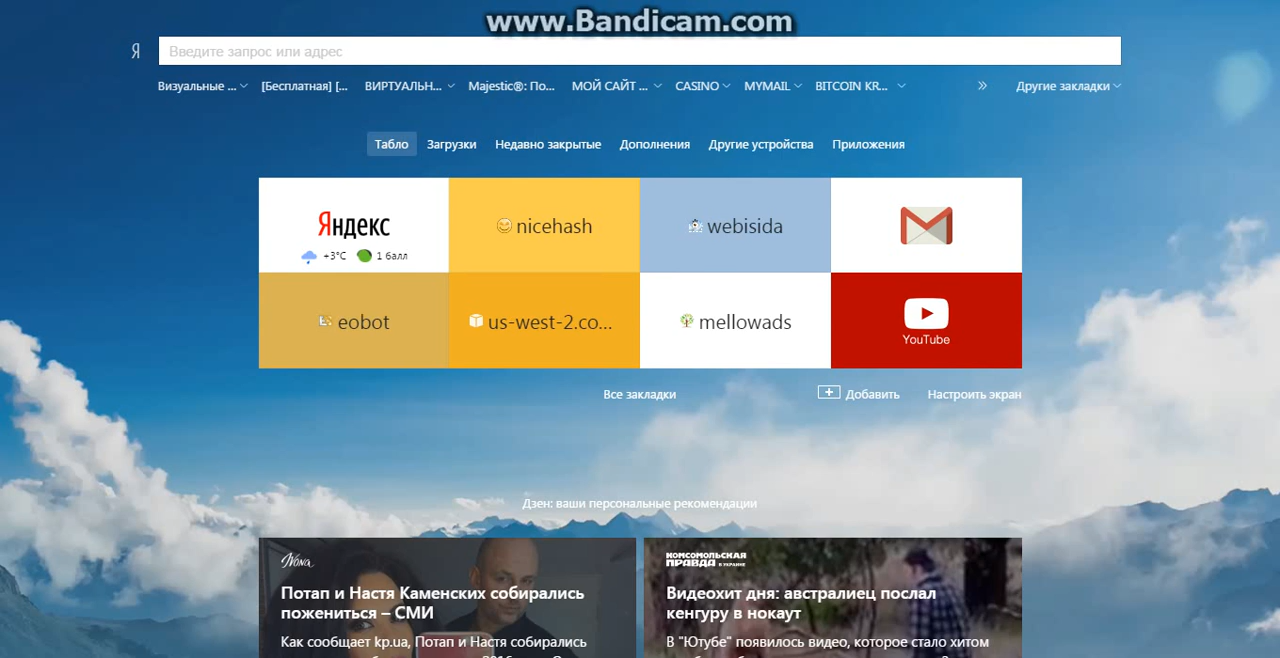 www.Bandicam.com
Я Введите запрос или адрес
Визуальные ... [Бесплатная] [... ВИРТУАЛЬН... Majestic®: По... МОЙ САЙТ ... CASINO MYMAIL BITCOIN KR... » Другие закладки
Табло Загрузки Недавно закрытые Дополнения Другие устройства Приложения
Яндекс nicehash webisida
+3°C 1 балл
eobot us-west-2.co... mellowads YouTube
Все закладки Добавить Настроить экран
Дзен: ваши персональные рекомендации
Nona
Потап и Настя Каменских собирались
пожениться – СМИ
Как сообщает kp.ua, Потап и Настя собирались
КОМСОМОЛЬСКАЯ
ПРАВДА В УКРАИНЕ
Видеохит дня: австралиец послал
кенгуру в нокаут
В "Ютубе" появилось видео, которое стало хитом